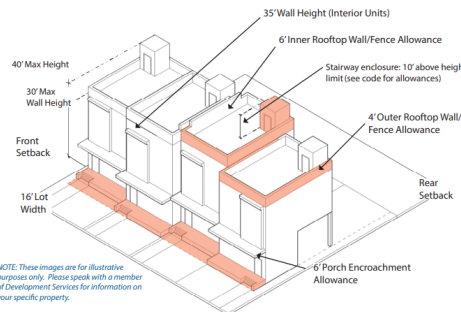 35' Wall Height (Interior Units)
6' Inner Rooftop Wall/Fence Allowance
40' Max Height
Stairway enclosure: 10' above heigh
limit (see code for allowances)
30' Max
Wall Height
4' Outer Rooftop Wall/
Fence Allowance
Front
Setback
Rear
Setback
16' Lot
Width
6' Porch Encroachment
Allowance
NOTE: These images are for illustrative
purposes only. Please speak with a member
of Development Services for information on
your specific property.